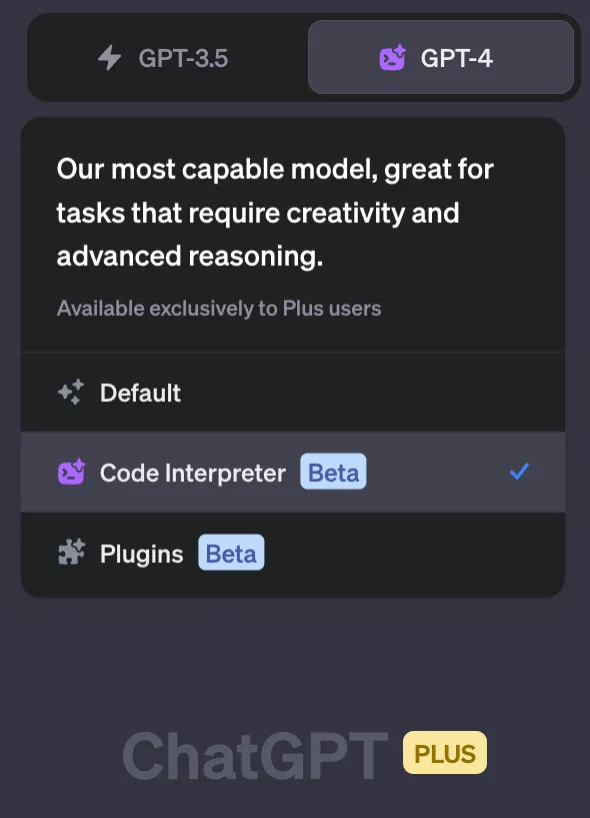 GPT-3.5
GPT-4
Our most capable model, great for
tasks that require creativity and
advanced reasoning.
Available exclusively to Plus users
Default
Code Interpreter Beta
Plugins Beta
ChatGPT PLUS